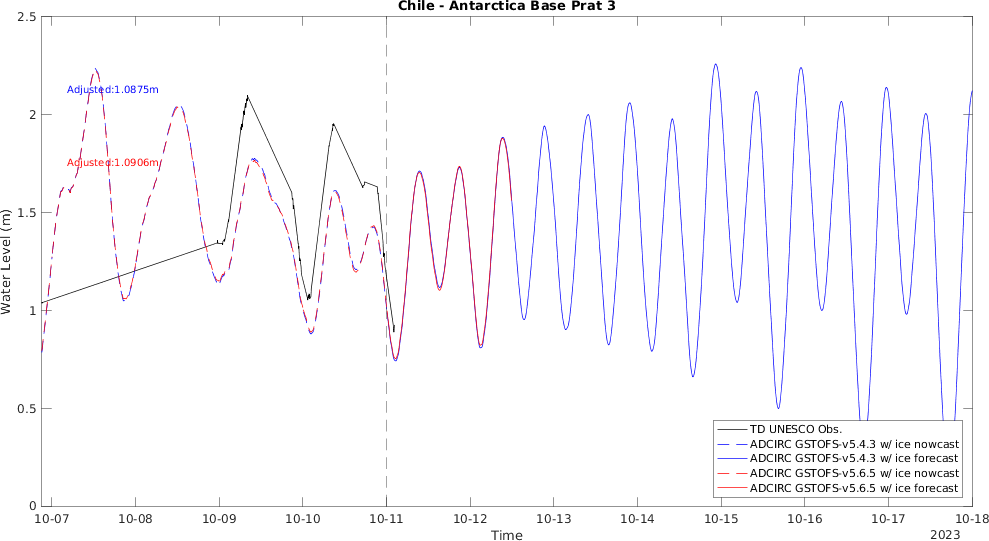 Chile - Antarctica Base Prat 3
2.5
2
1.5
1
0.5
0
Water Level (m)
Adjusted:1.0875m
Adjusted:1.0906m
TD UNESCO Obs.
ADCIRC GSTOFS-v5.4.3 w/ ice nowcast
ADCIRC GSTOFS-v5.4.3 w/ ice forecast
ADCIRC GSTOFS-v5.6.5 w/ ice nowcast
ADCIRC GSTOFS-v5.6.5 w/ ice forecast
10-07 10-08 10-09 10-10 10-11 10-12 10-13 10-14 10-15 10-16 10-17 10-18
Time
2023